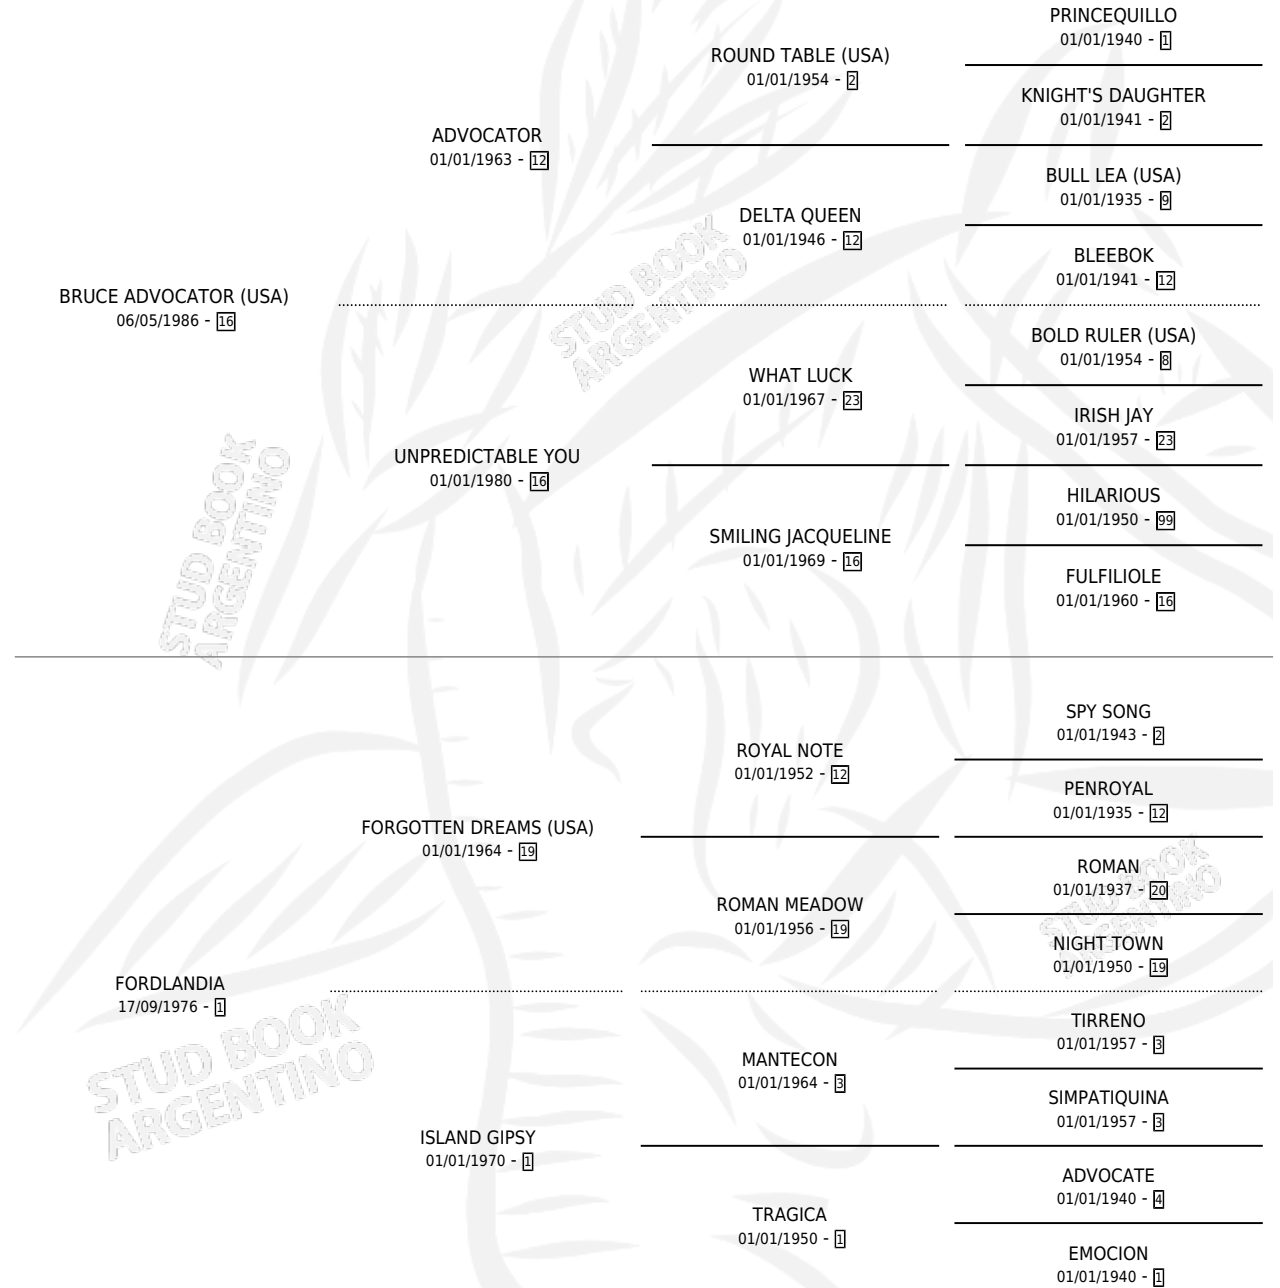 PRINCEQUILLO
01/01/1940 - 1
ROUND TABLE (USA)
01/01/1954 - 2
KNIGHT'S DAUGHTER
01/01/1941 - 2
ADVOCATOR
01/01/1963 - 12
BULL LEA (USA)
01/01/1935 - 9
DELTA QUEEN
01/01/1946 - 12
BLEEBOK
01/01/1941 - 12
BRUCE ADVOCATOR (USA)
06/05/1986 - 16
BOLD RULER (USA)
01/01/1954 - 8
WHAT LUCK
01/01/1967 - 23
IRISH JAY
01/01/1957 - 23
UNPREDICTABLE YOU
01/01/1980 - 16
HILARIOUS
01/01/1950 - 99
SMILING JACQUELINE
01/01/1969 - 16
FULFILIOLE
01/01/1960 - 16
SPY SONG
01/01/1943 - 2
ROYAL NOTE
01/01/1952 - 12
PENROYAL
01/01/1935 - 12
FORGOTTEN DREAMS (USA)
01/01/1964 - 19
ROMAN
01/01/1937 - 20
ROMAN MEADOW
01/01/1956 - 19
NIGHT TOWN
01/01/1950 - 19
FORDLANDIA
17/09/1976 - 1
TIRRENO
01/01/1957 - 3
MANTECON
01/01/1964 - 3
SIMPATIQUINA
01/01/1957 - 3
ISLAND GIPSY
01/01/1970 - 1
ADVOCATE
01/01/1940 - 4
TRAGICA
01/01/1950 - 1
EMOCION
01/01/1940 - 1
STUD BOOK
ARGENTINO
STUD BOOK
ARGENTINO
STUD BOOK
ARGENTINO
STUD BOOK
ARGENTINO